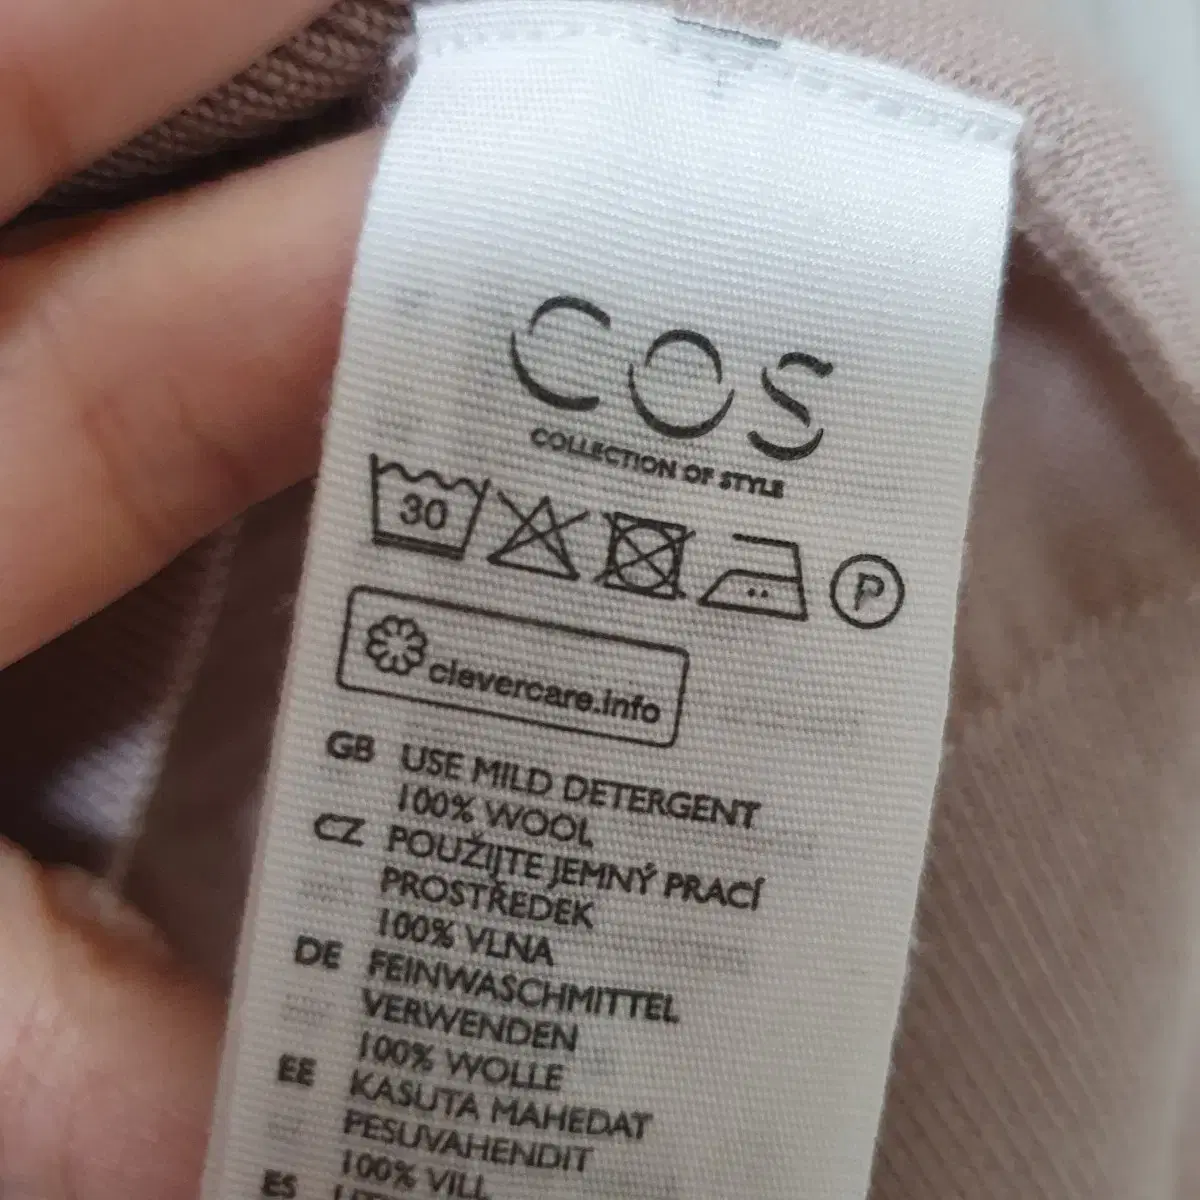 COS
COLLECTION OF STYLE
30
P
clevercare.info
GB USE MILD DETERGENT
100% WOOL
CZ POUŽIJTE JEMNÝ PRACÍ
PROSTŘEDEK
100% VLNA
DE FEINWASCHMITTEL
VERWENDEN
100% WOLLE
EE KASUTA MAHEDAT
PESUVAHENDIT
100% VILL
ES